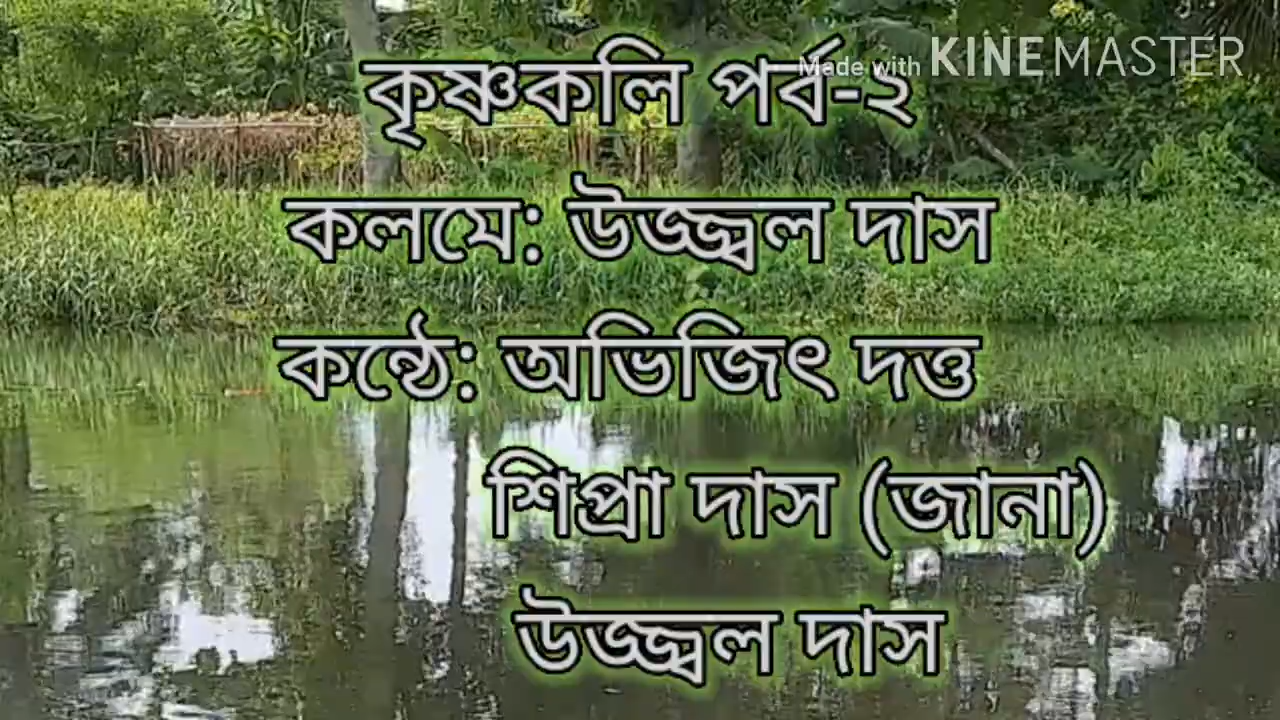 Made with KINEMASTER
কৃষ্ণকলি পর্ব-২
কলমে: উজ্জ্বল দাস
কন্ঠে: অভিজিৎ দত্ত
শিপ্রা দাস (জানা)
উজ্জ্বল দাস